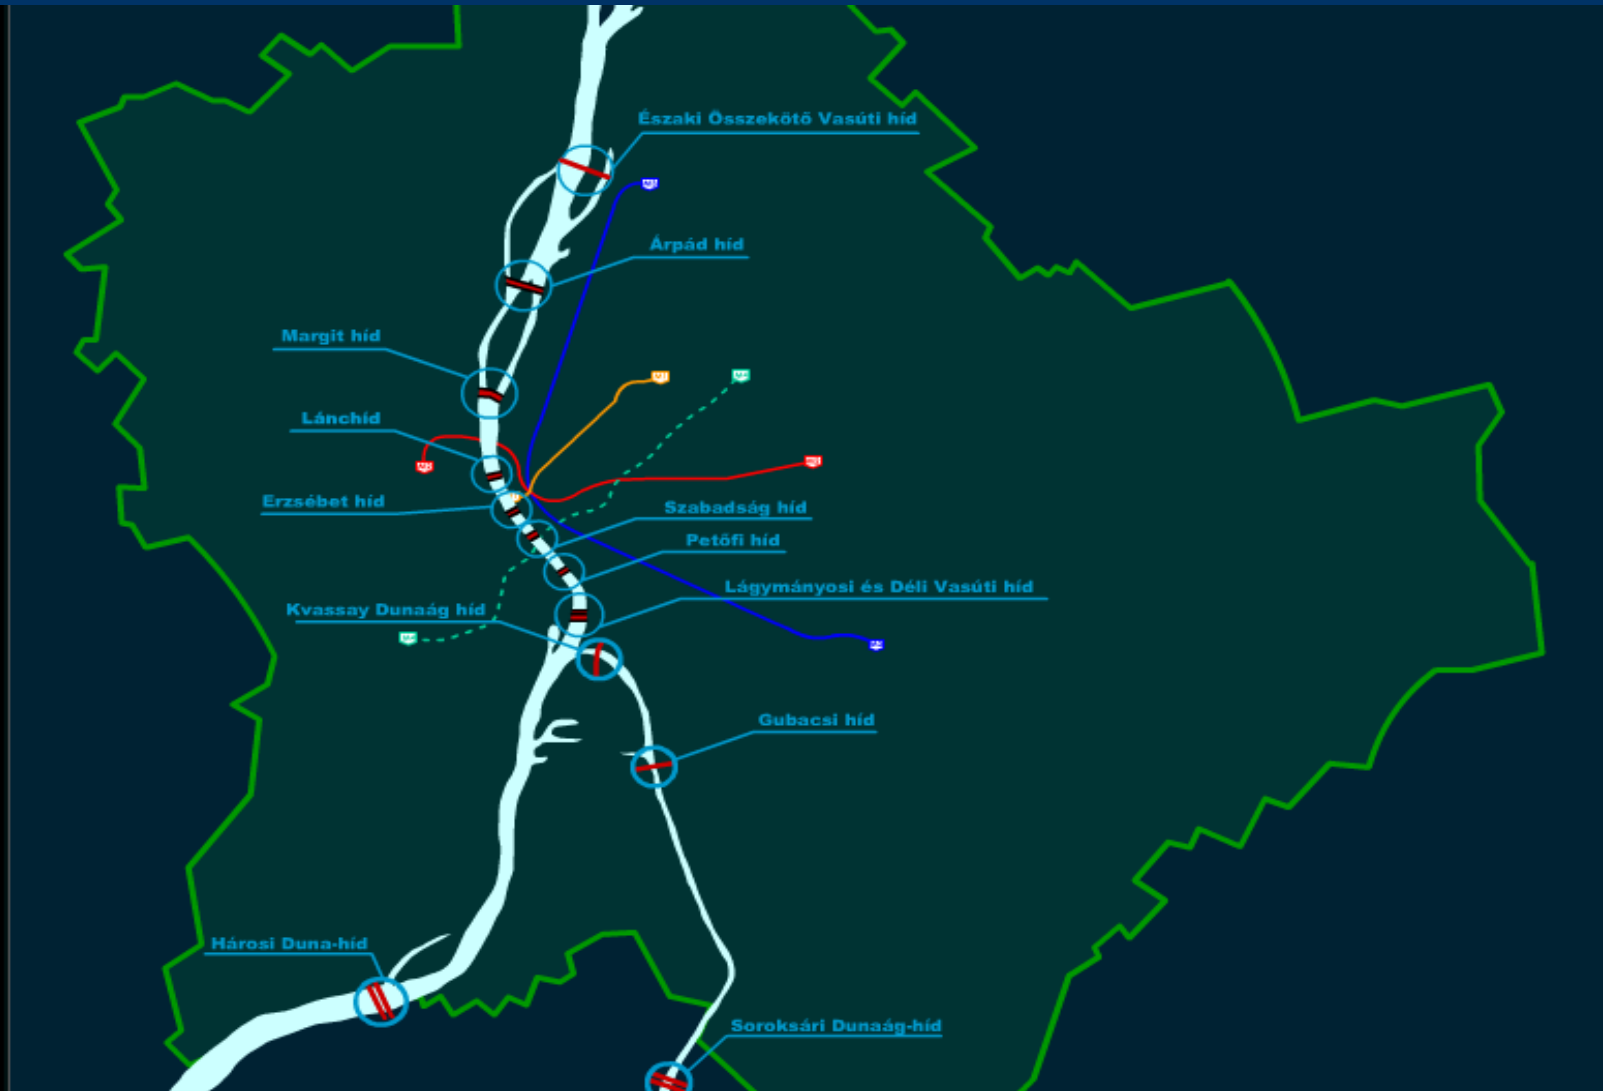 Északi Összekötő Vasúti híd
Árpád híd
Margit híd
Lánchíd
Erzsébet híd
Szabadság híd
Petőfi híd
Lágymányosi és Déli Vasúti híd
Kvassay Dunaág híd
Gubacsi híd
Hárosi Duna-híd
Soroksári Dunaág-híd